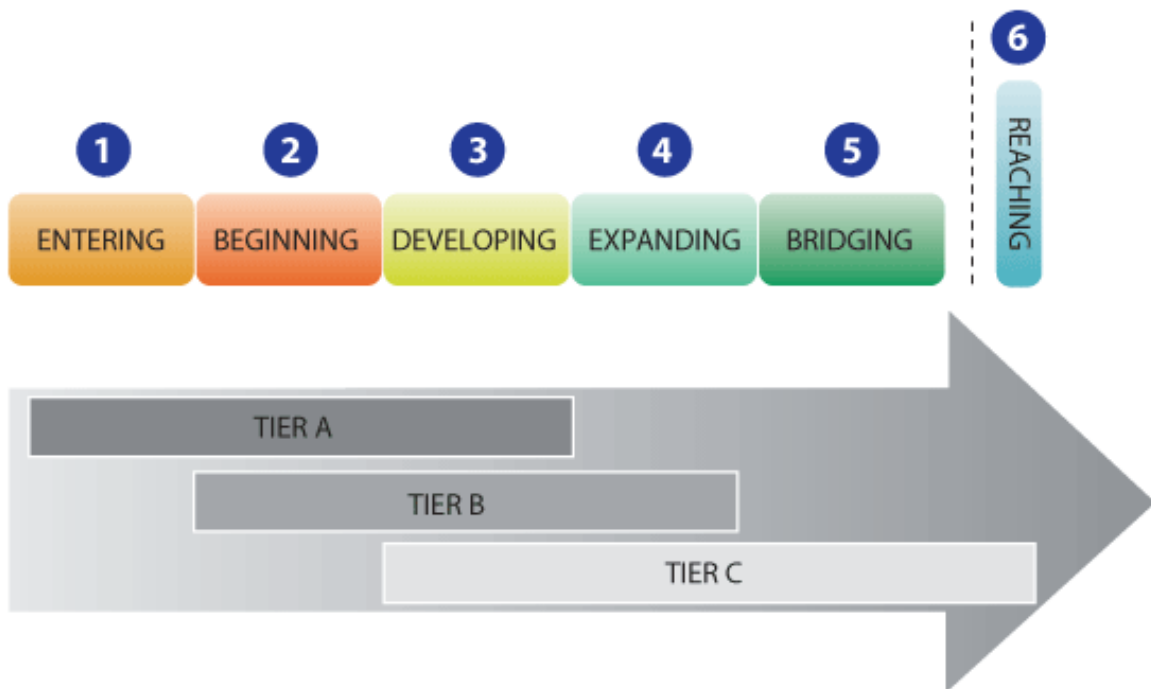 6
REACHING
1
2
3
4
5
ENTERING
BEGINNING
DEVELOPING
EXPANDING
BRIDGING
TIER A
TIER B
TIER C